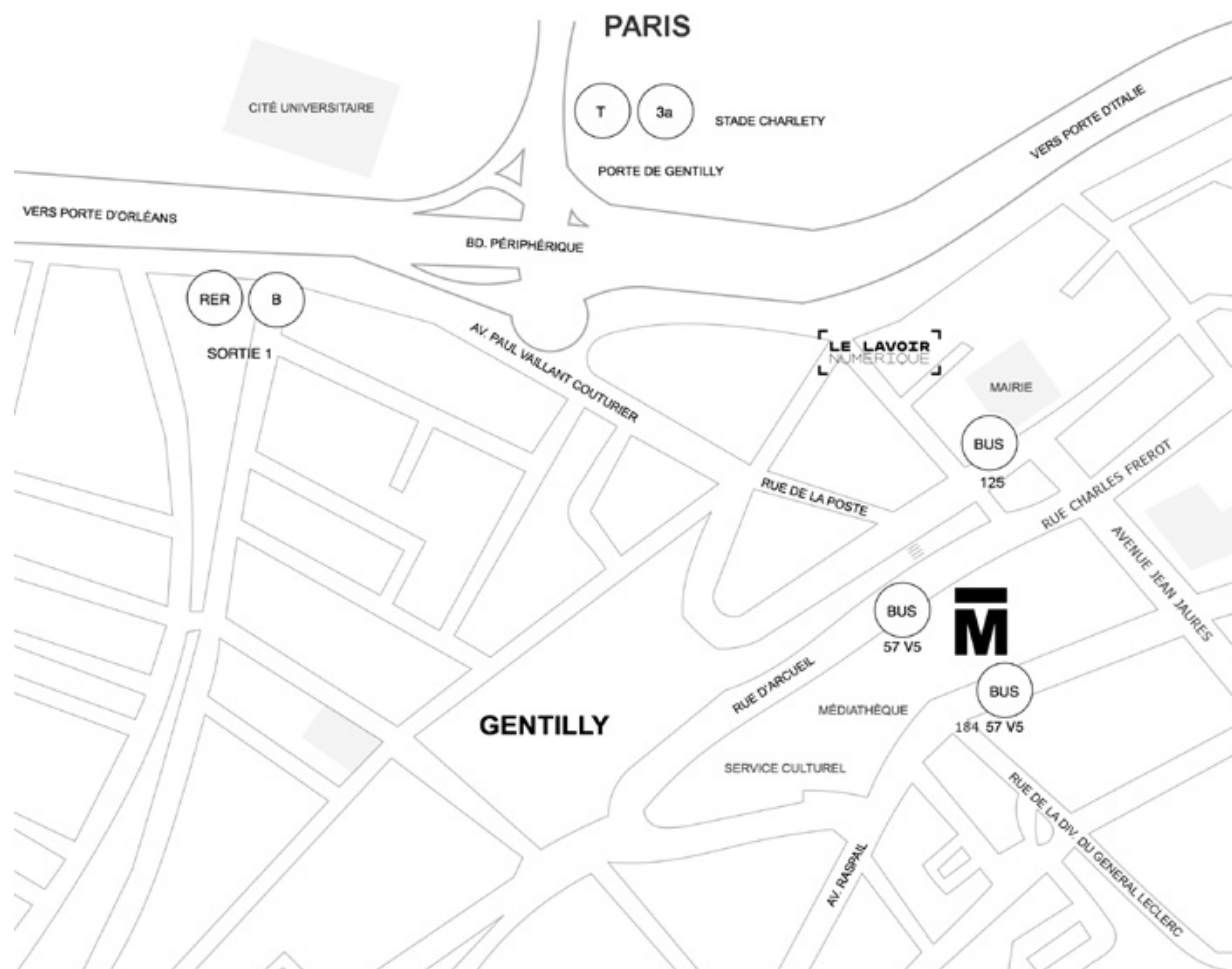 PARIS
CITÉ UNIVERSITAIRE
T
3a
STADE CHARLETY
VERS PORTE D'ITALIE
PORTE DE GENTILLY
VERS PORTE D'ORLÉANS
BD. PÉRIPHÉRIQUE
RER
B
SORTIE 1
AV. PAUL VAILLANT COUTURIER
LE LAVOIR
NUMÉRIQUE
MAIRIE
BUS
125
RUE DE LA POSTE
RUE CHARLES FREROT
AVENUE JEAN JAURES
BUS
57 V5
M
RUE D'ARCUEIL
BUS
184 57 V5
MÉDIATHÈQUE
GENTILLY
SERVICE CULTUREL
AV. RASPAIL
RUE DE LA DIV. DU GENERAL LECLERC